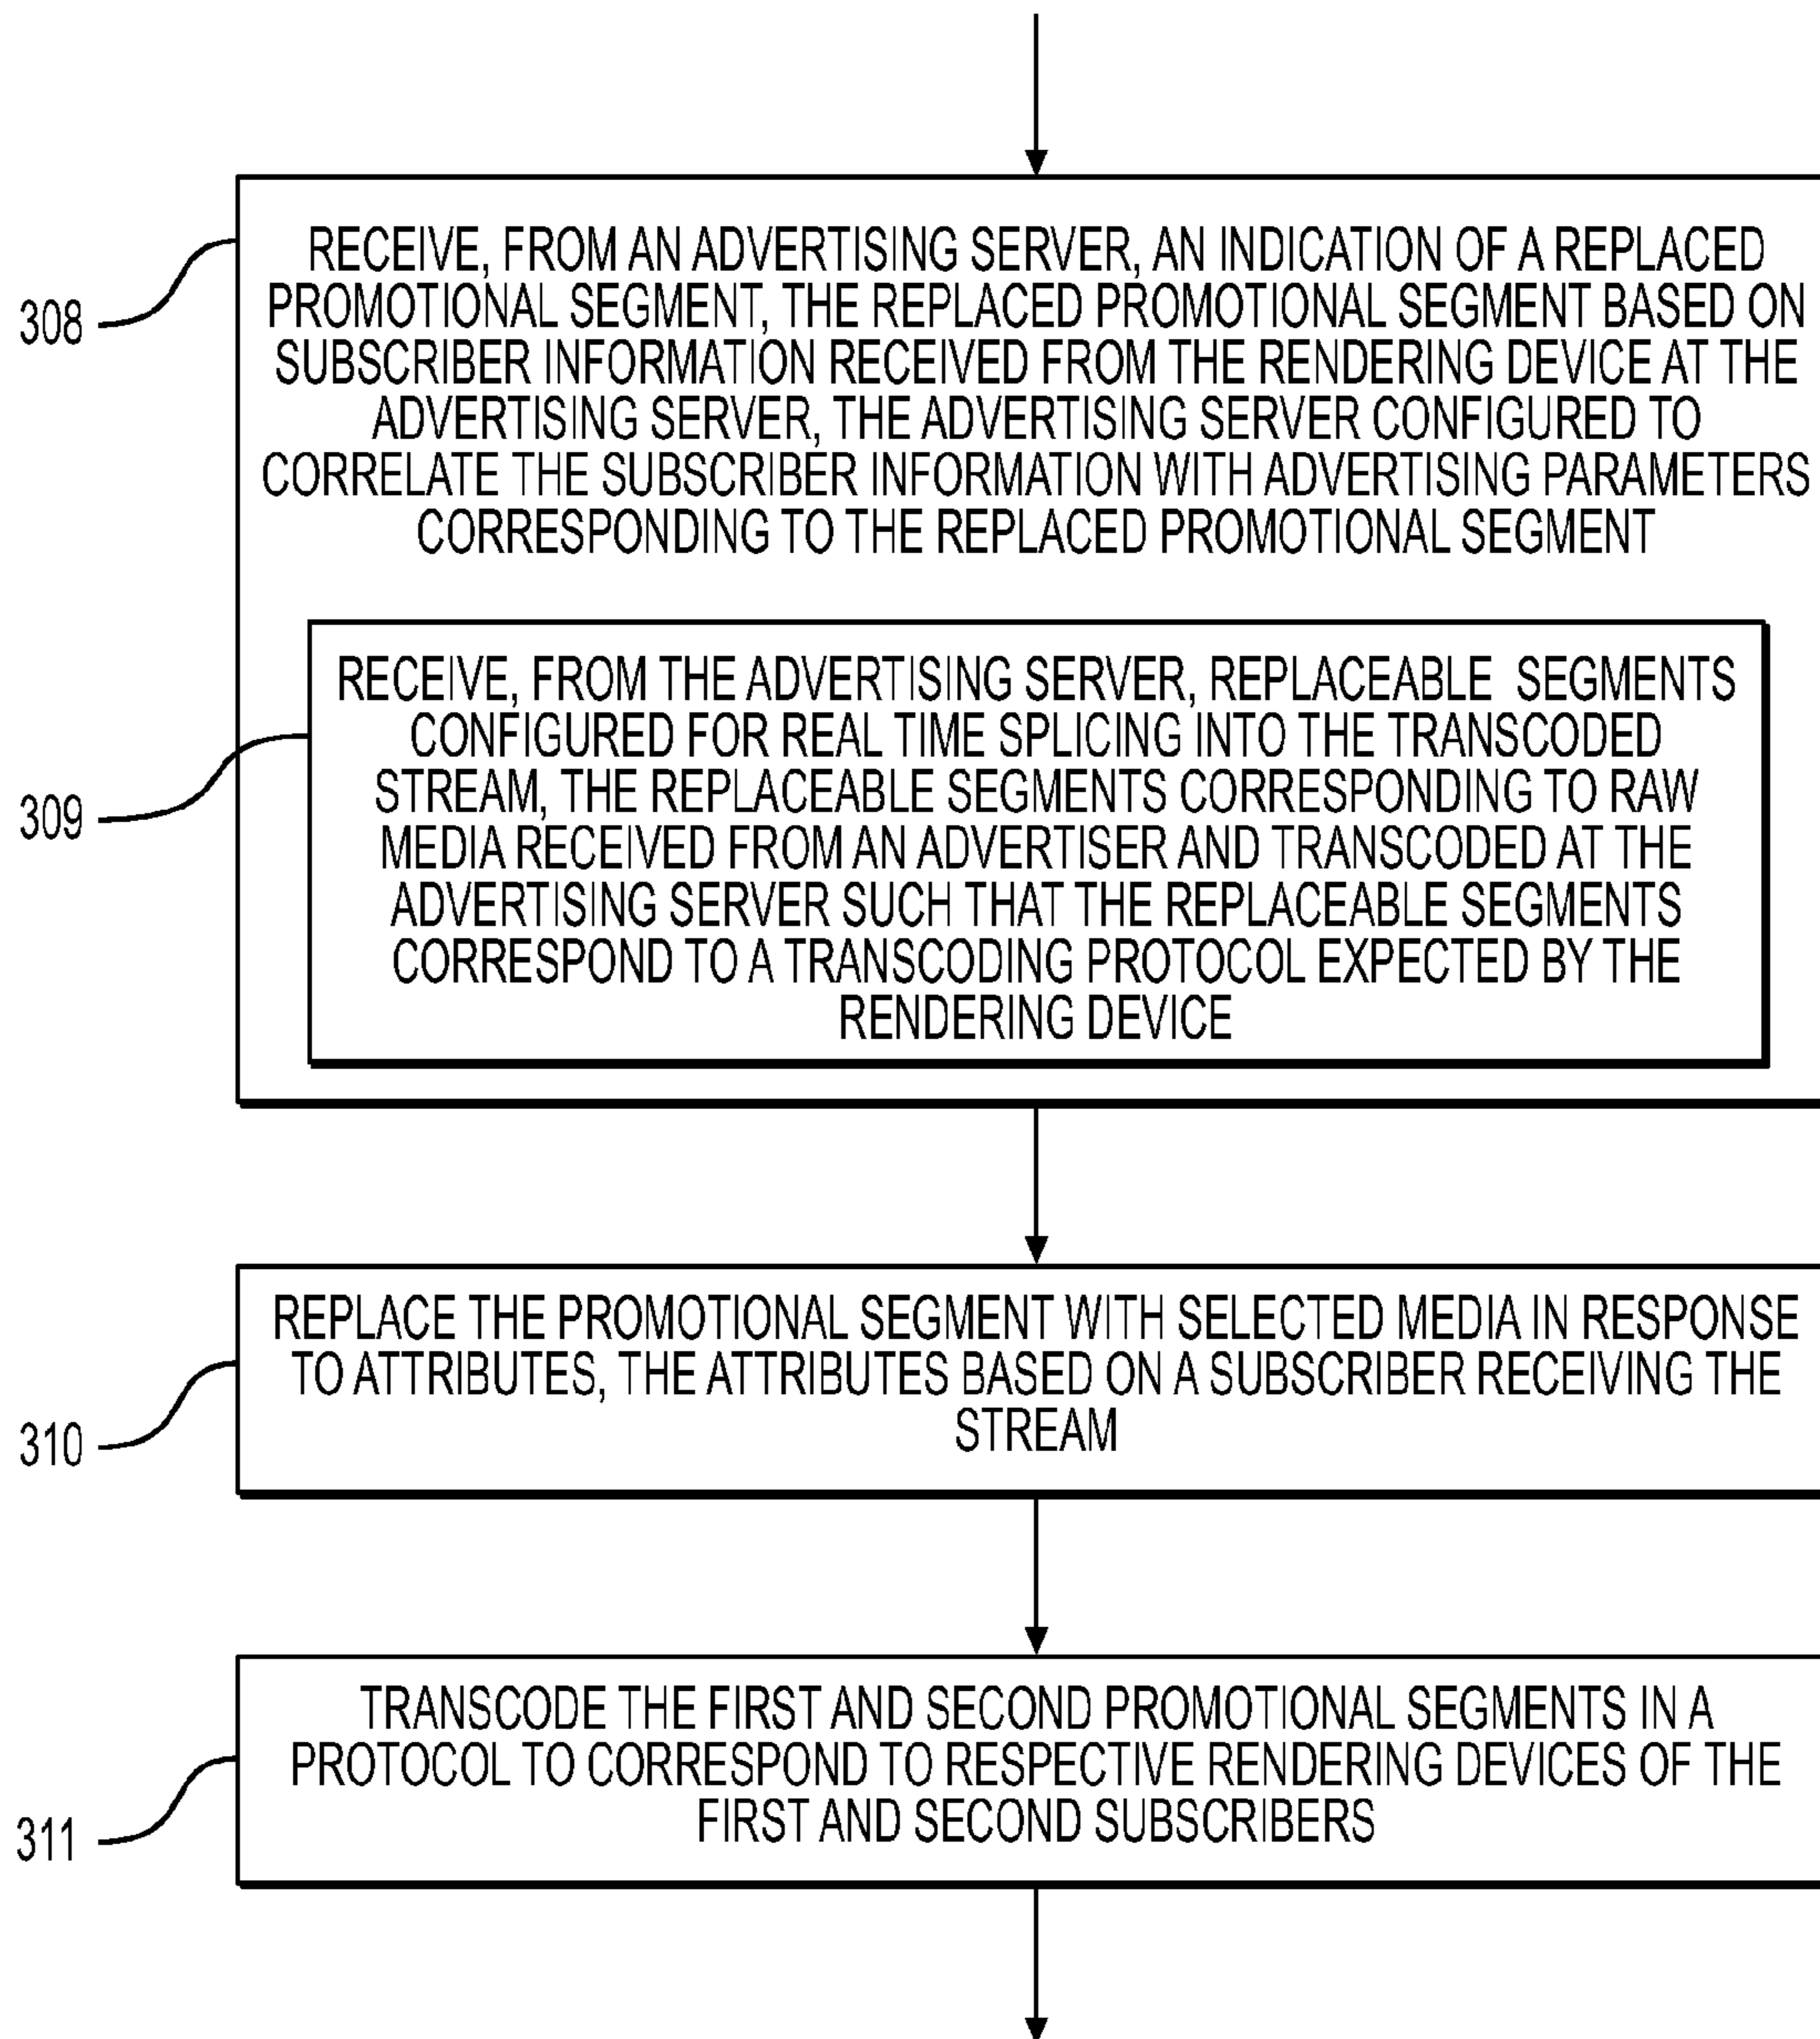 308
RECEIVE, FROM AN ADVERTISING SERVER, AN INDICATION OF A REPLACED
PROMOTIONAL SEGMENT, THE REPLACED PROMOTIONAL SEGMENT BASED ON
SUBSCRIBER INFORMATION RECEIVED FROM THE RENDERING DEVICE AT THE
ADVERTISING SERVER, THE ADVERTISING SERVER CONFIGURED TO
CORRELATE THE SUBSCRIBER INFORMATION WITH ADVERTISING PARAMETERS
CORRESPONDING TO THE REPLACED PROMOTIONAL SEGMENT
309
RECEIVE, FROM THE ADVERTISING SERVER, REPLACEABLE SEGMENTS
CONFIGURED FOR REAL TIME SPLICING INTO THE TRANSCODED
STREAM, THE REPLACEABLE SEGMENTS CORRESPONDING TO RAW
MEDIA RECEIVED FROM AN ADVERTISER AND TRANSCODED AT THE
ADVERTISING SERVER SUCH THAT THE REPLACEABLE SEGMENTS
CORRESPOND TO A TRANSCODING PROTOCOL EXPECTED BY THE
RENDERING DEVICE
310
REPLACE THE PROMOTIONAL SEGMENT WITH SELECTED MEDIA IN RESPONSE
TO ATTRIBUTES, THE ATTRIBUTES BASED ON A SUBSCRIBER RECEIVING THE
STREAM
311
TRANSCODE THE FIRST AND SECOND PROMOTIONAL SEGMENTS IN A
PROTOCOL TO CORRESPOND TO RESPECTIVE RENDERING DEVICES OF THE
FIRST AND SECOND SUBSCRIBERS